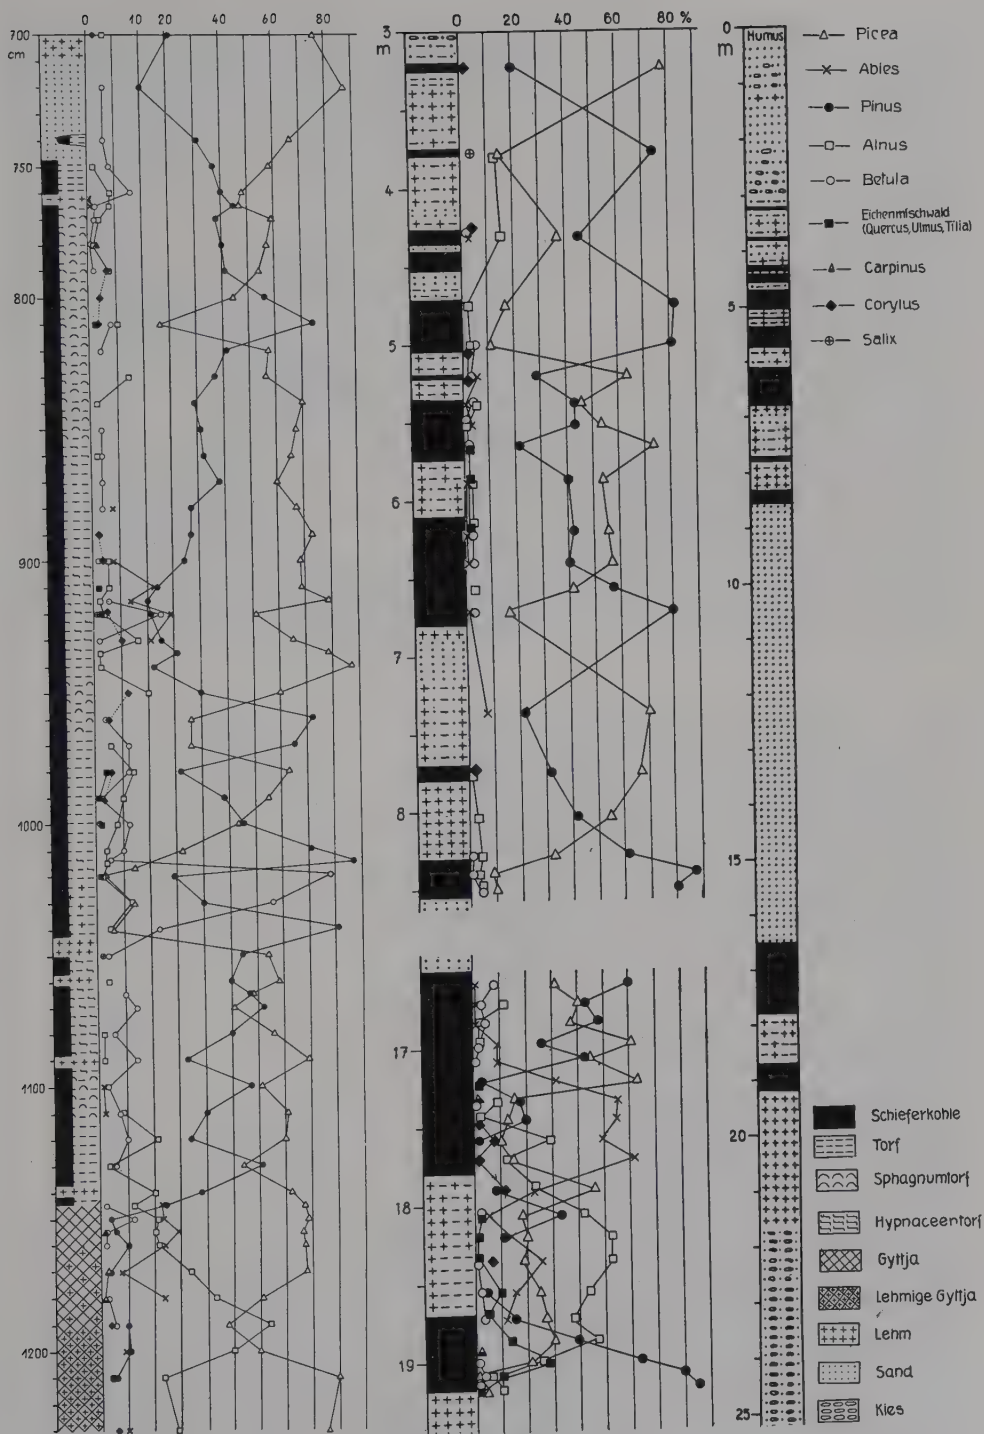 0 20 40 60 80
700
cm
750
800
900
1000
1100
1200
0 20 40 60 80 %
3
m
4
5
6
7
8
17
18
19
0
m
Humus
5
10
15
20
25
Picea
Abies
Pinus
Alnus
Betula
Eichenmischwald
(Quercus, Ulmus, Tilia)
Carpinus
Corylus
Salix
Schieferkohle
Torf
Sphagnumtorf
Hypnaceentorf
Gyttja
Lehmige Gyttja
Lehm
Sand
Kies